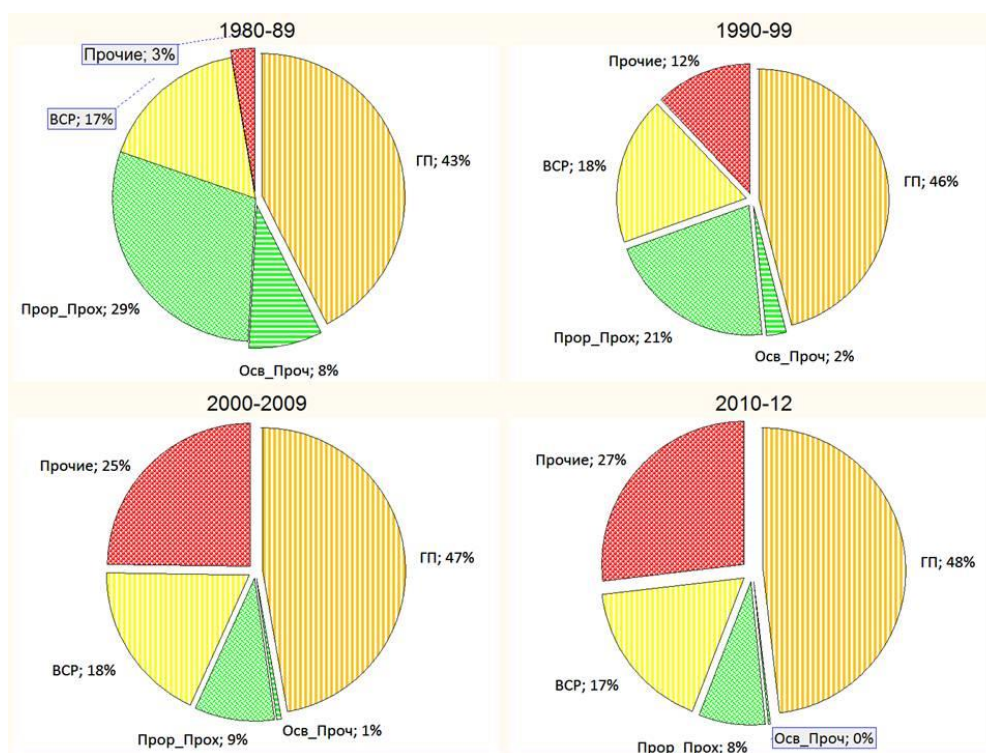 1980-89
Прочие; 3%
ВСР; 17%
ГП; 43%
Прор_Прох; 29%
Осв_Проч; 8%
1990-99
Прочие; 12%
ВСР; 18%
ГП; 46%
Прор_Прох; 21%
Осв_Проч; 2%
2000-2009
Прочие; 25%
ГП; 47%
ВСР; 18%
Осв_Проч; 1%
Прор_Прох; 9%
2010-12
Прочие; 27%
ГП; 48%
ВСР; 17%
Осв_Проч; 0%
Прор_Прох; 8%